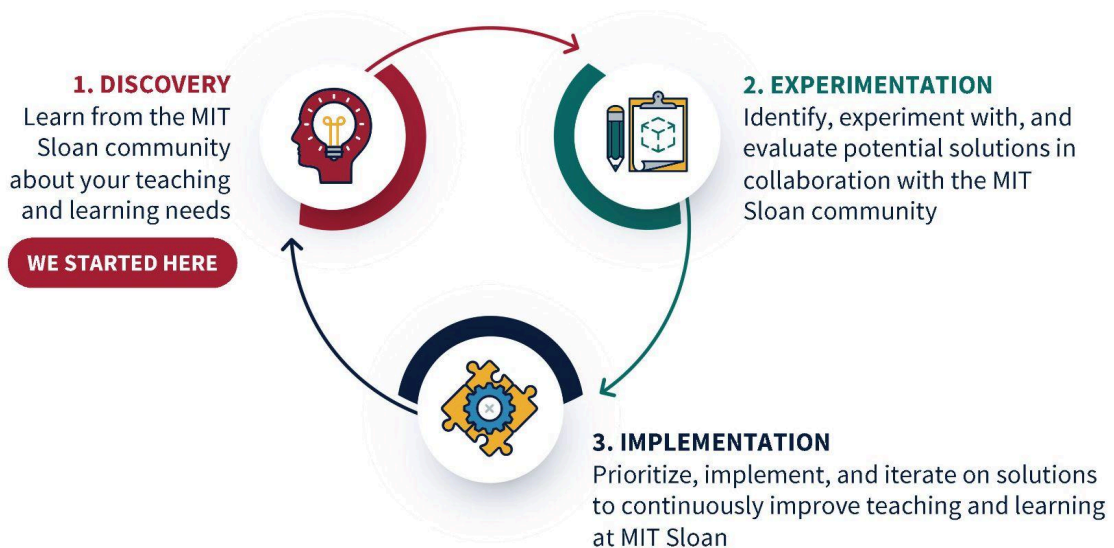 1. DISCOVERY
Learn from the MIT
Sloan community
about your teaching
and learning needs
WE STARTED HERE
2. EXPERIMENTATION
Identify, experiment with, and
evaluate potential solutions in
collaboration with the MIT
Sloan community
3. IMPLEMENTATION
Prioritize, implement, and iterate on solutions
to continuously improve teaching and learning
at MIT Sloan